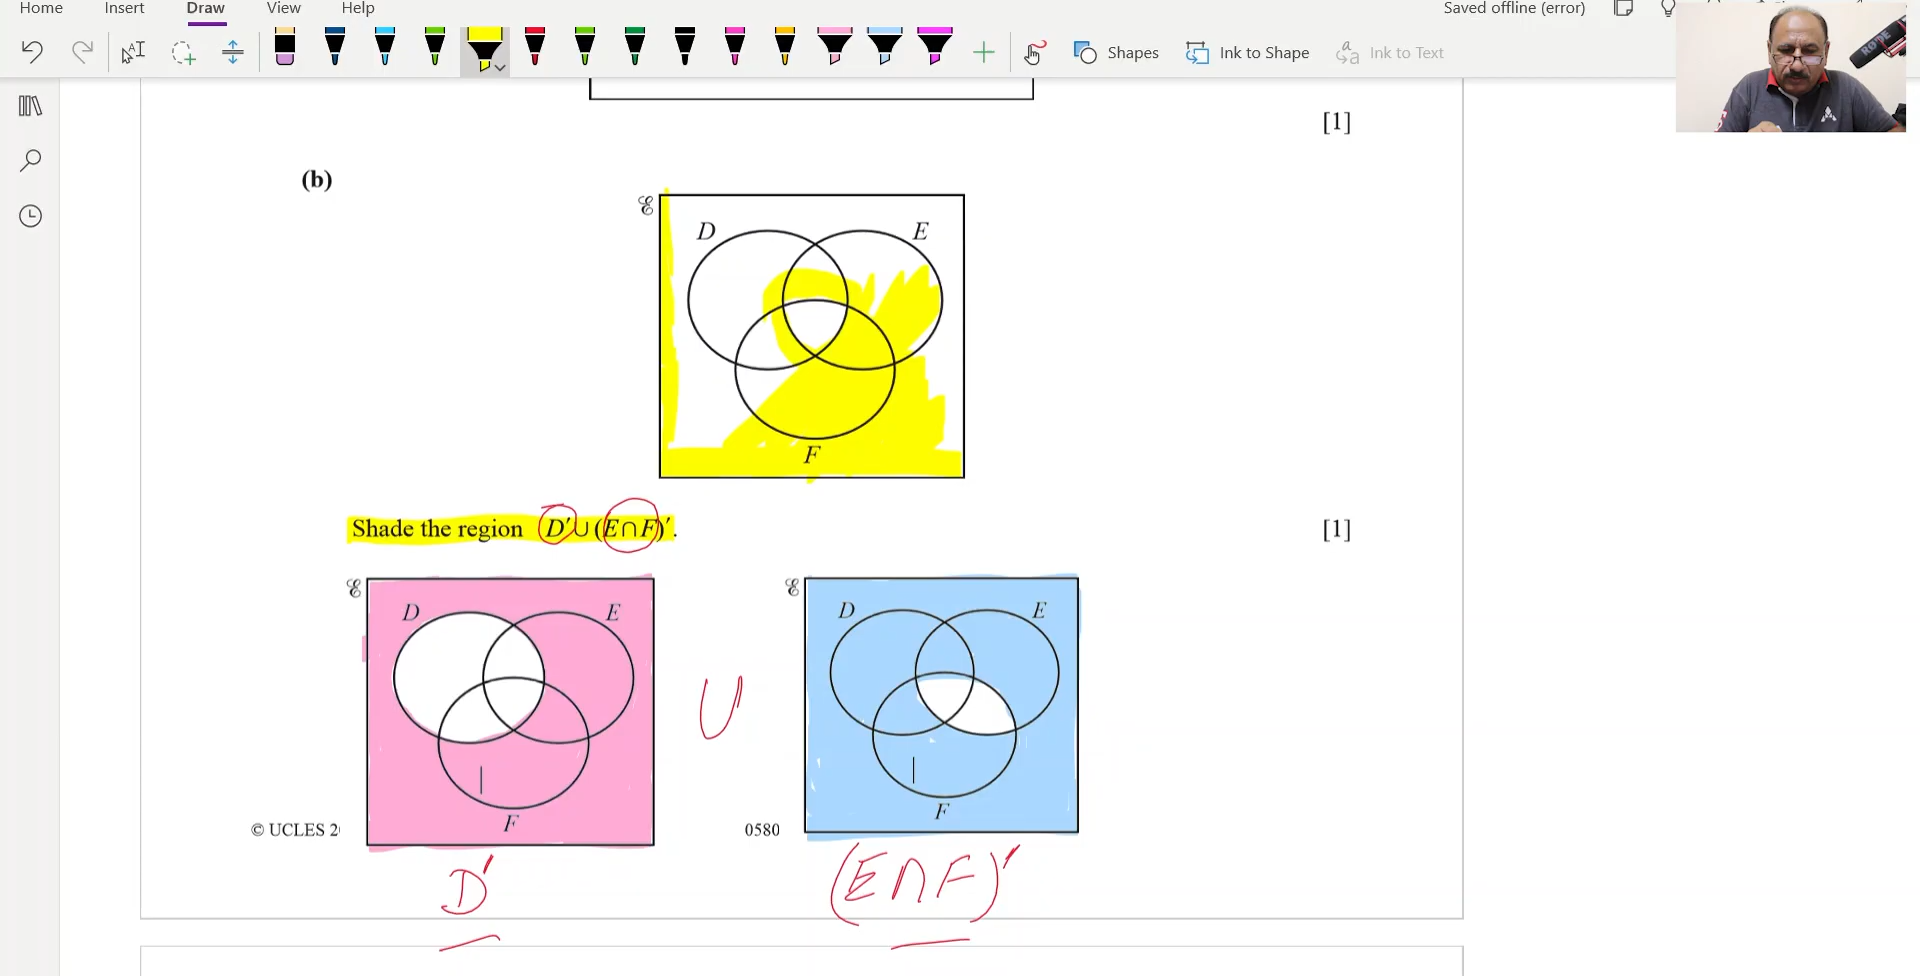 Home Insert Draw View Help Saved offline (error)
Shapes Ink to Shape Ink to Text
[1]
(b)
ℰ
D E
F
Shade the region D′∪(E∩F)′. [1]
ℰ ℰ
D E D E
U
F F
© UCLES 2 0580
D′ (E∩F)′
RØDE